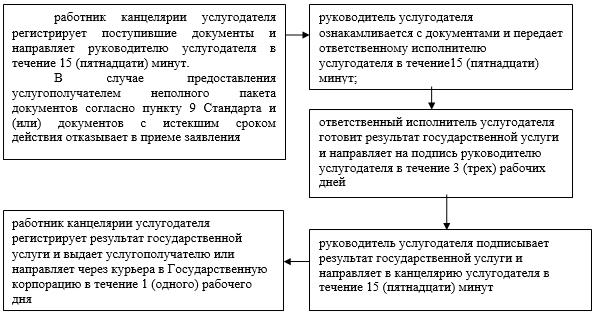 работник канцелярии услугодателя
регистрирует поступившие документы и
направляет руководителю услугодателя в
течение 15 (пятнадцати) минут.
В случае предоставления
услугополучателем неполного пакета
документов согласно пункту 9 Стандарта и
(или) документов с истекшим сроком
действия отказывает в приеме заявления
руководитель услугодателя
ознакамливается с документами и передает
ответственному исполнителю
услугодателя в течение15 (пятнадцати)
минут;
ответственный исполнитель услугодателя
готовит результат государственной услуги
и направляет на подпись руководителю
услугодателя в течение 3 (трех) рабочих
дней
руководитель услугодателя подписывает
результат государственной услуги и
направляет в канцелярию услугодателя в
течение 15 (пятнадцати) минут
работник канцелярии услугодателя
регистрирует результат государственной
услуги и выдает услугополучателю или
направляет через курьера в Государственную
корпорацию в течение 1 (одного) рабочего
дня